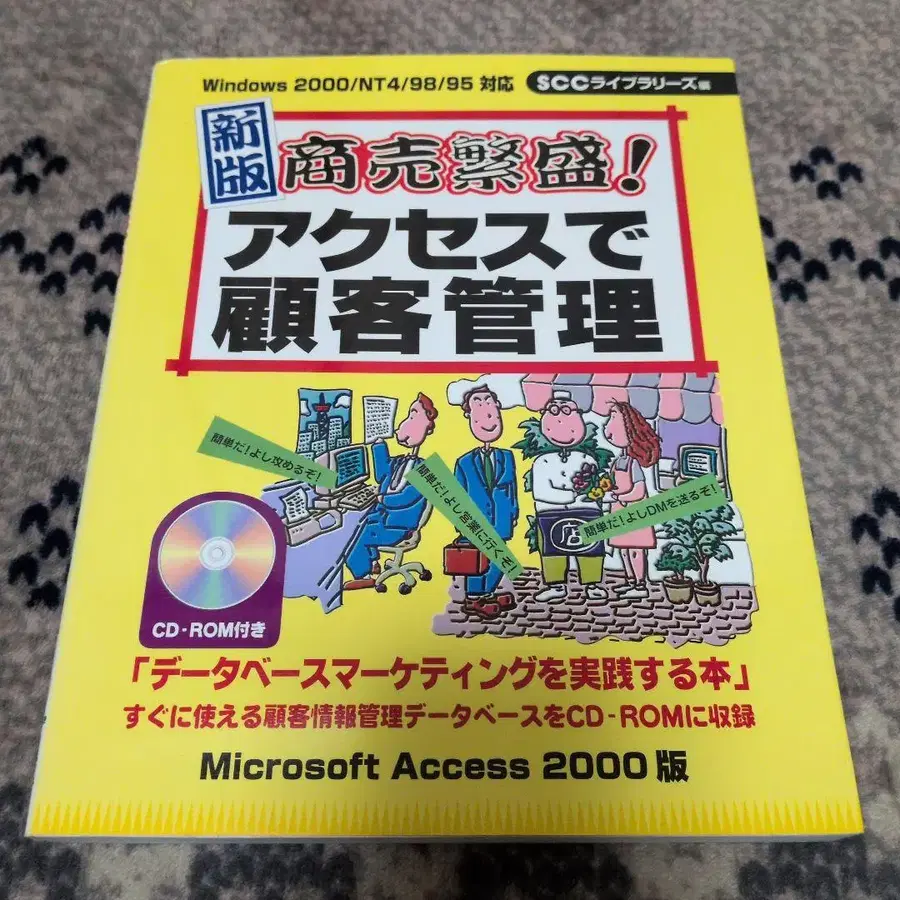 Windows 2000/NT4/98/95 対応
SCCライブラリーズ編
新版
商売繁盛!
アクセスで
顧客管理
簡単だ!よし攻めるぞ!
簡単だ!よし営業に行くぞ!
簡単だ!よしDMを送るぞ!
店
CD-ROM付き
「データベースマーケティングを実践する本」
すぐに使える顧客情報管理データベースをCD-ROMに収録
Microsoft Access 2000 版